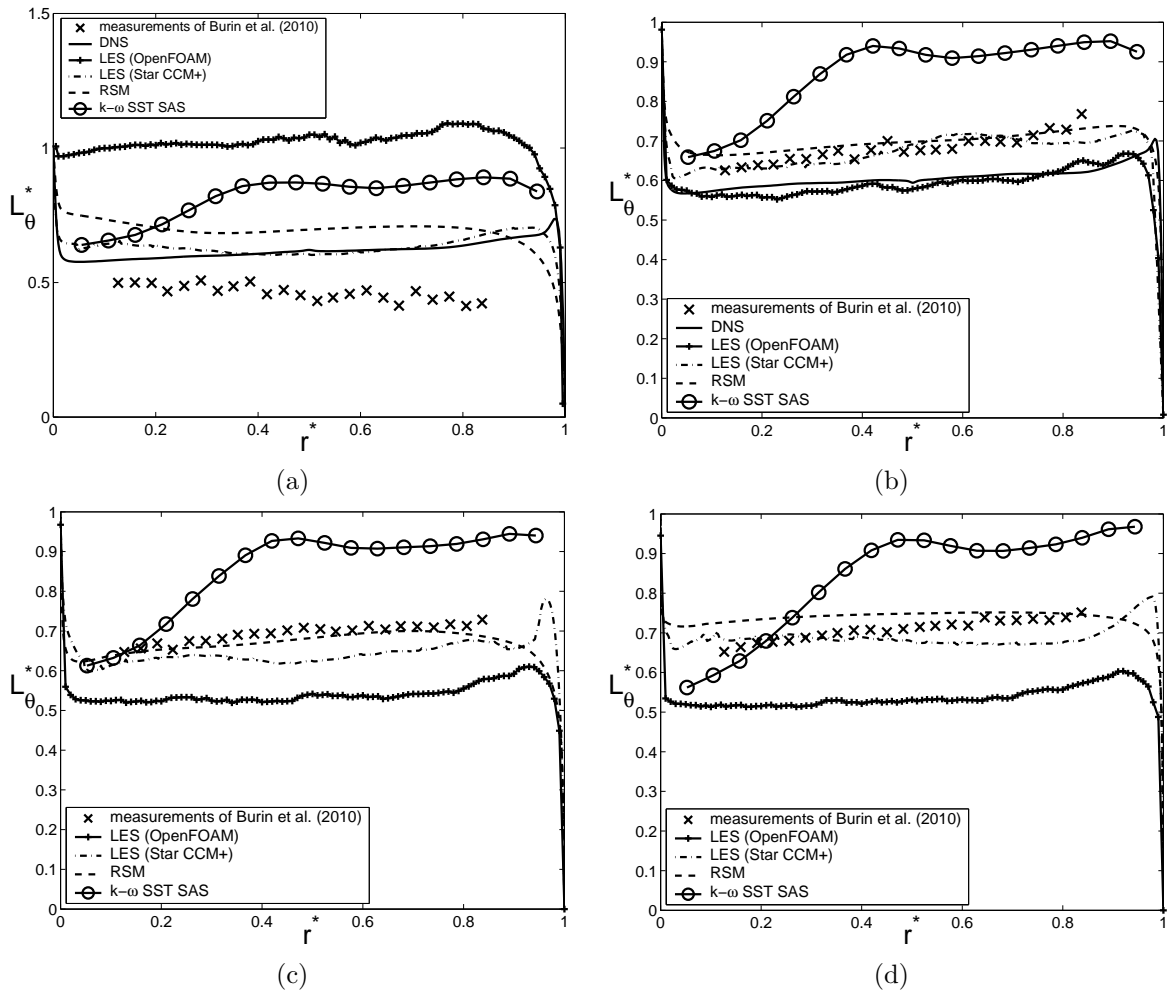 1.5
1
0.5
0
L*θ
measurements of Burin et al. (2010)
DNS
LES (OpenFOAM)
LES (Star CCM+)
RSM
k−ω SST SAS
0 0.2 0.4 0.6 0.8 1
r*
(a)
1
0.9
0.8
0.7
0.6
0.5
0.4
0.3
0.2
0.1
0
L*θ
measurements of Burin et al. (2010)
DNS
LES (OpenFOAM)
LES (Star CCM+)
RSM
k−ω SST SAS
0 0.2 0.4 0.6 0.8 1
r*
(b)
1
0.9
0.8
0.7
0.6
0.5
0.4
0.3
0.2
0.1
0
L*θ
measurements of Burin et al. (2010)
LES (OpenFOAM)
LES (Star CCM+)
RSM
k−ω SST SAS
0 0.2 0.4 0.6 0.8 1
r*
(c)
1
0.9
0.8
0.7
0.6
0.5
0.4
0.3
0.2
0.1
0
L*θ
measurements of Burin et al. (2010)
LES (OpenFOAM)
LES (Star CCM+)
RSM
k−ω SST SAS
0 0.2 0.4 0.6 0.8 1
r*
(d)